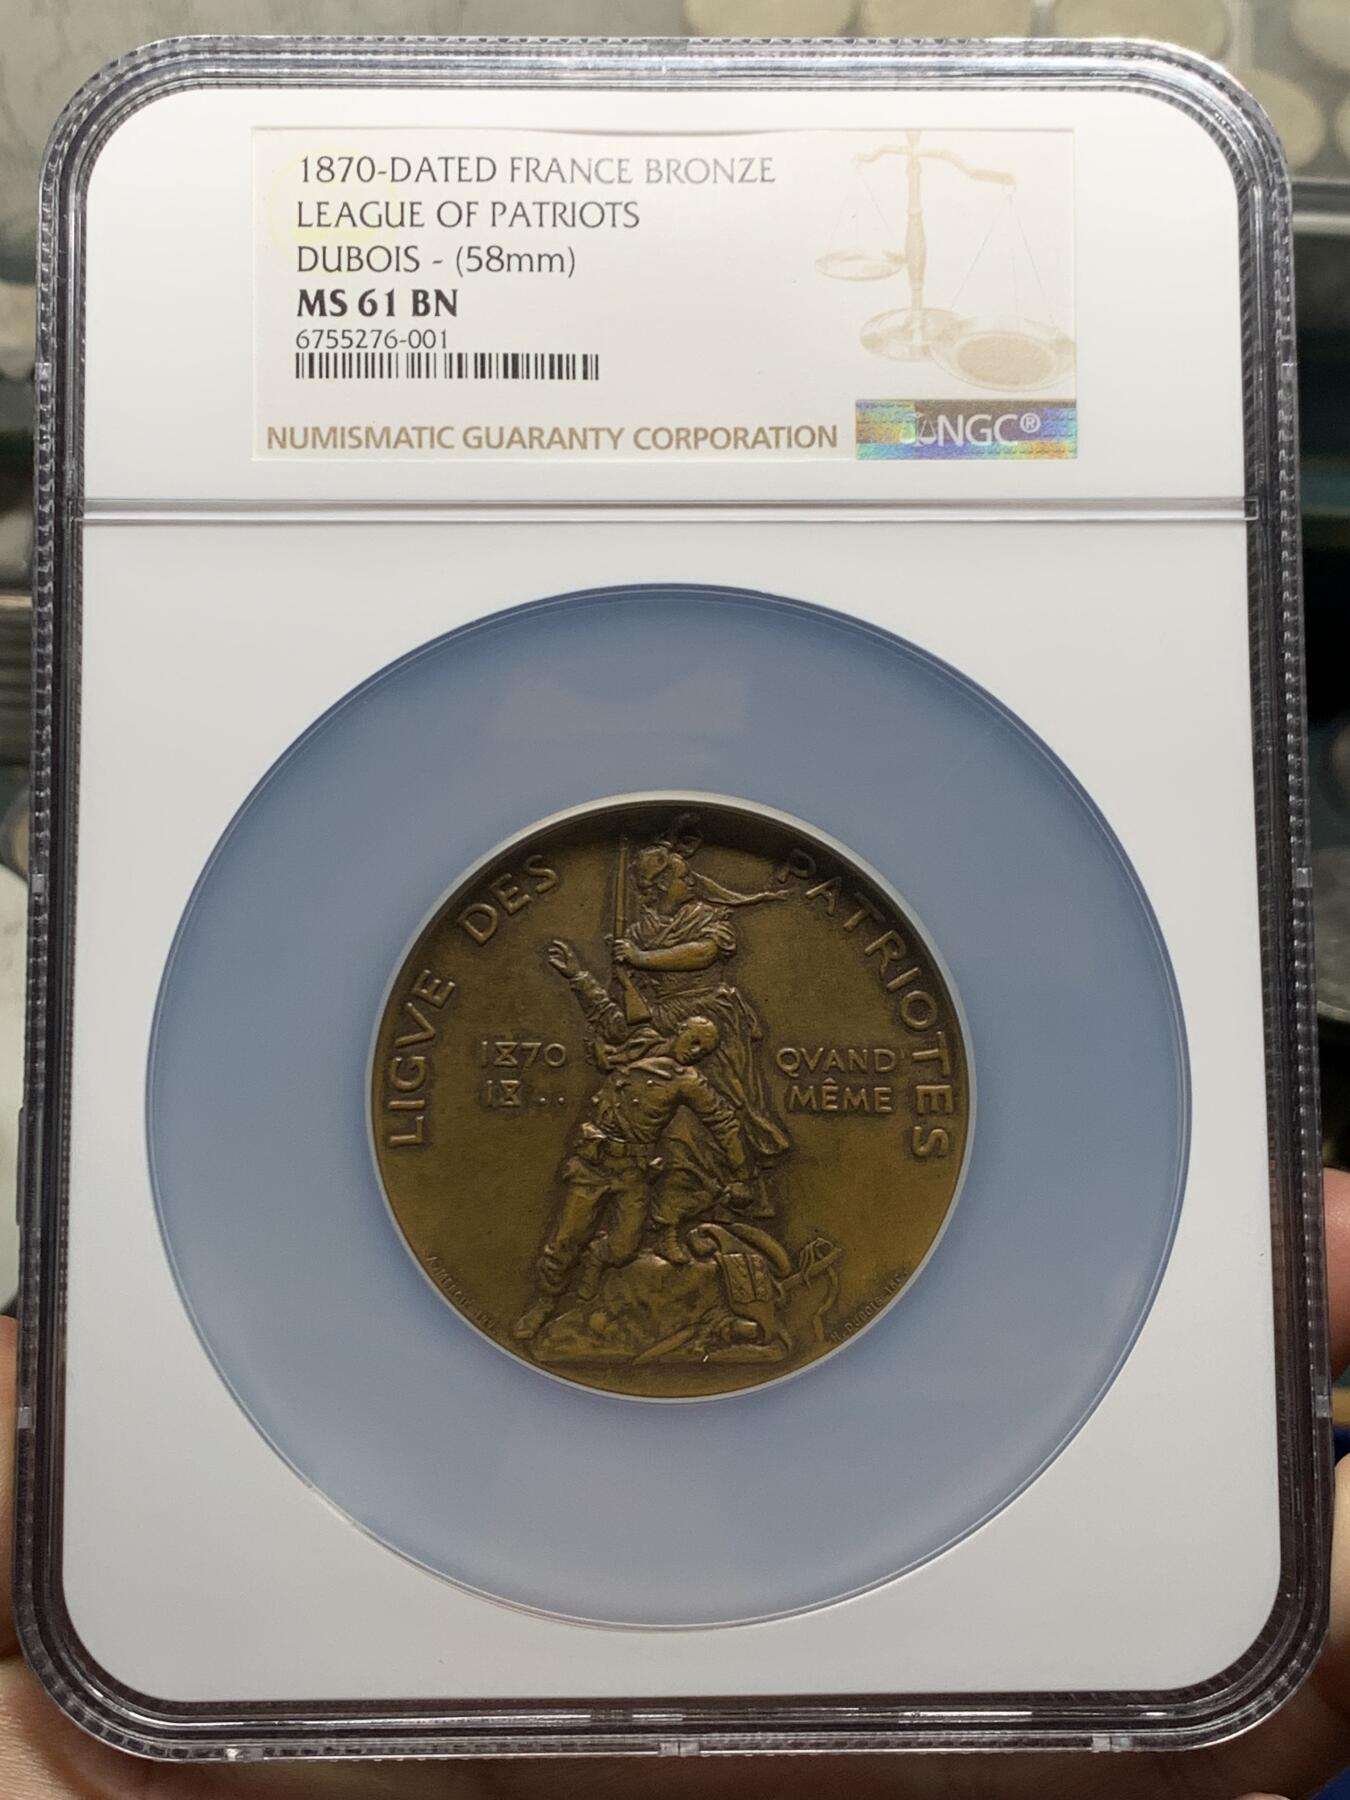 1870-DATED FRANCE BRONZE
LEAGUE OF PATRIOTS
DUBOIS - (58mm)
MS 61 BN
6755276-001
NUMISMATIC GUARANTY CORPORATION
NGC®
LIGVE DES PATRIOTES
1870
18..
QVAND
MÊME
H. DUBOIS